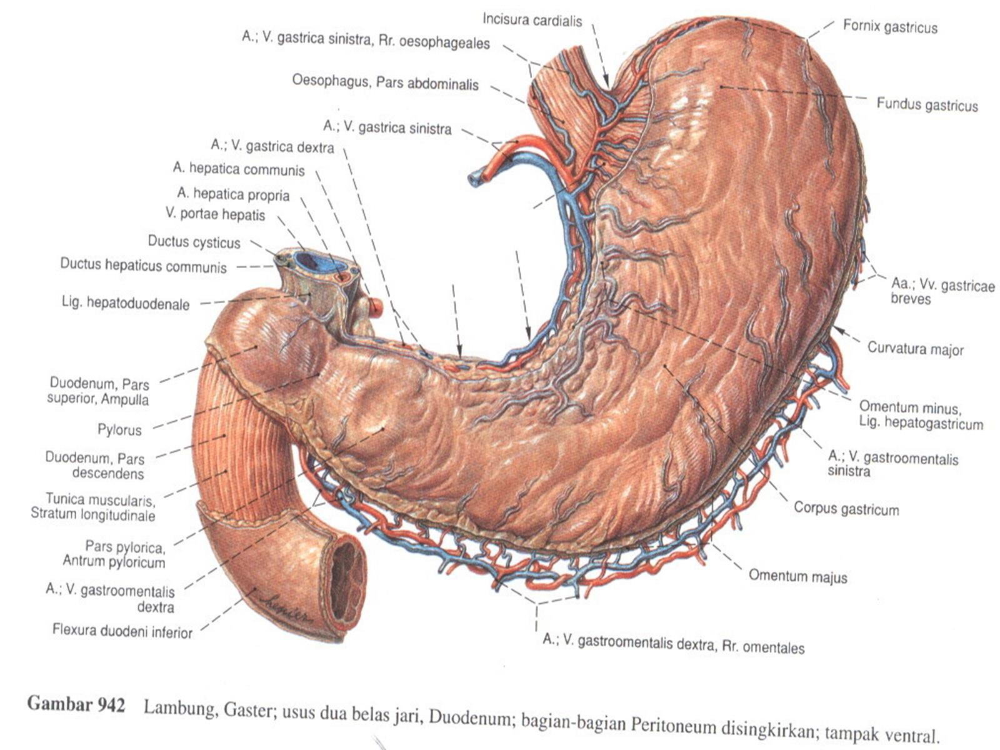 Incisura cardialis
A.; V. gastrica sinistra, Rr. oesophageales
Oesophagus, Pars abdominalis
A.; V. gastrica sinistra
A.; V. gastrica dextra
A. hepatica communis
A. hepatica propria
V. portae hepatis
Ductus cysticus
Ductus hepaticus communis
Lig. hepatoduodenale
Duodenum, Pars
superior, Ampulla
Pylorus
Duodenum, Pars
descendens
Tunica muscularis,
Stratum longitudinale
Pars pylorica,
Antrum pyloricum
A.; V. gastroomentalis
dextra
Flexura duodeni inferior
Fornix gastricus
Fundus gastricus
Aa.; Vv. gastricae
breves
Curvatura major
Omentum minus,
Lig. hepatogastricum
A.; V. gastroomentalis
sinistra
Corpus gastricum
Omentum majus
A.; V. gastroomentalis dextra, Rr. omentales
Gambar 942 Lambung, Gaster; usus dua belas jari, Duodenum; bagian-bagian Peritoneum disingkirkan; tampak ventral.